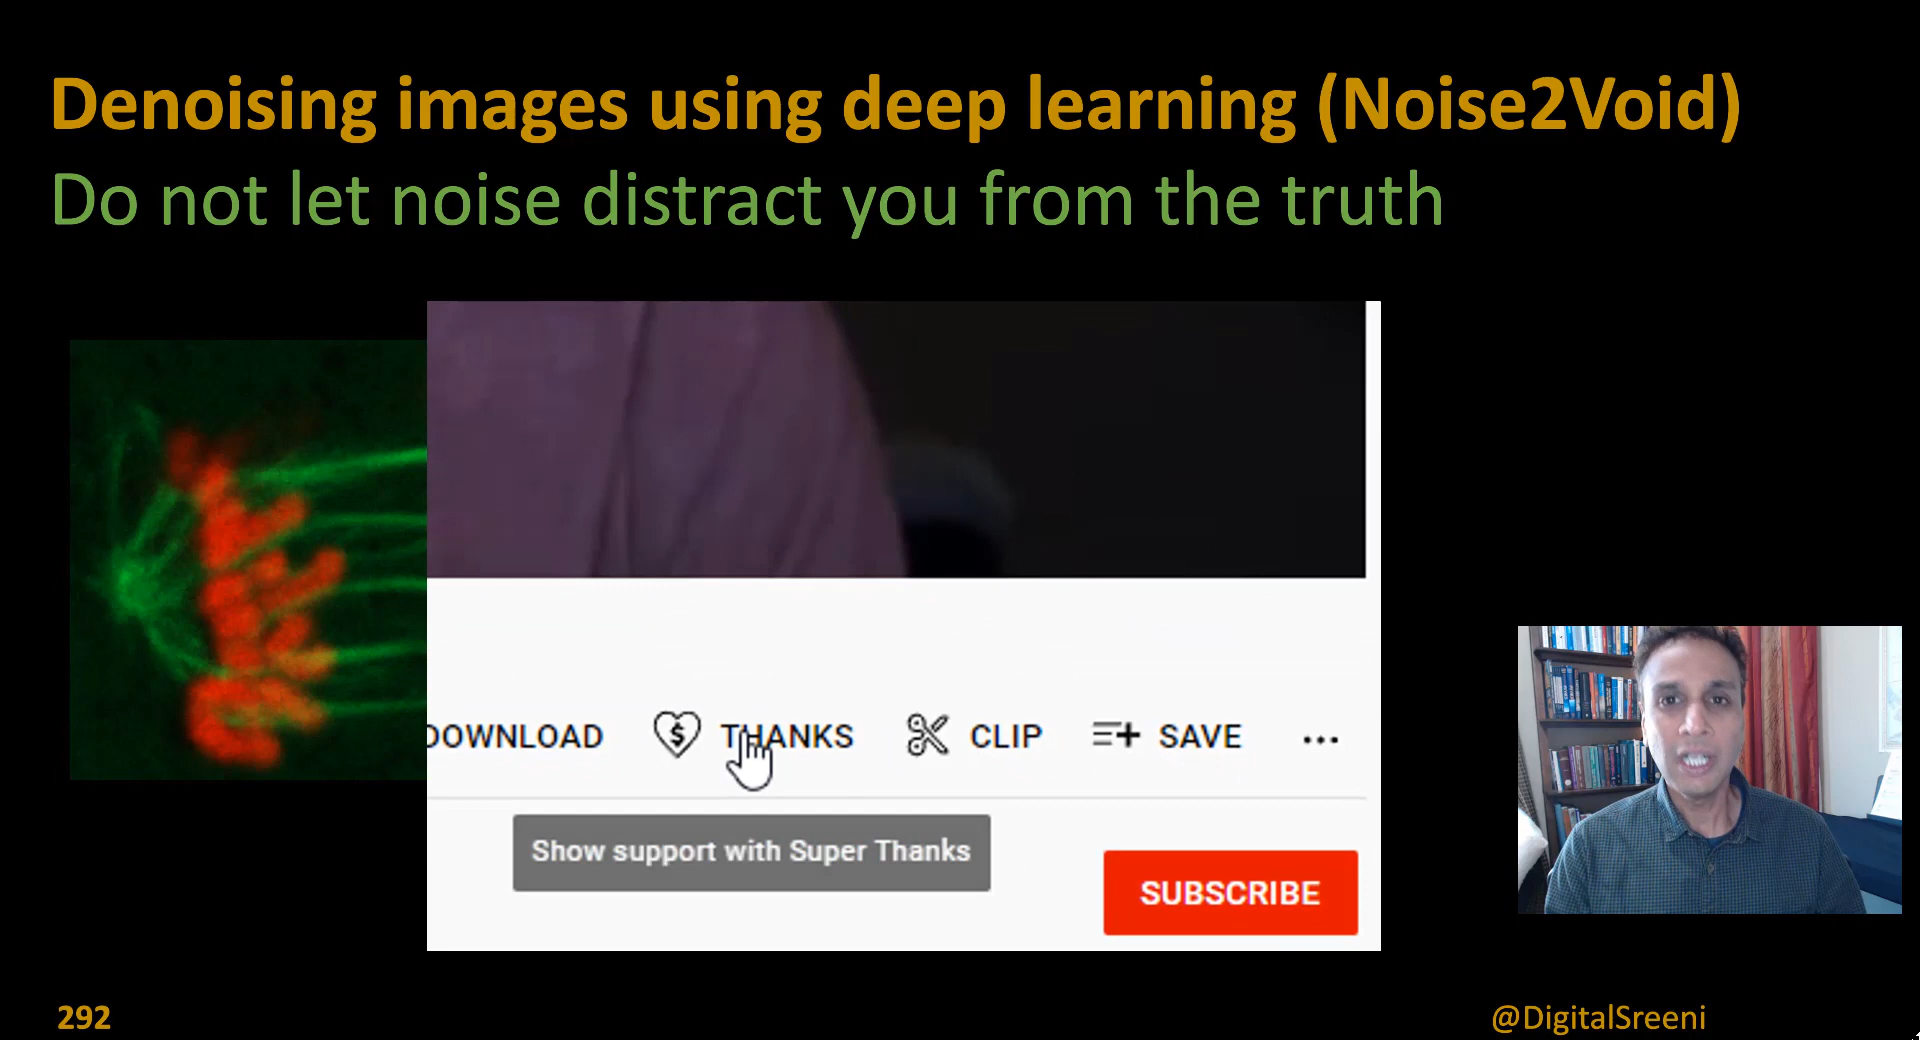 Denoising images using deep learning (Noise2Void)
Do not let noise distract you from the truth
DOWNLOAD THANKS CLIP SAVE ...
Show support with Super Thanks
SUBSCRIBE
292
@DigitalSreeni